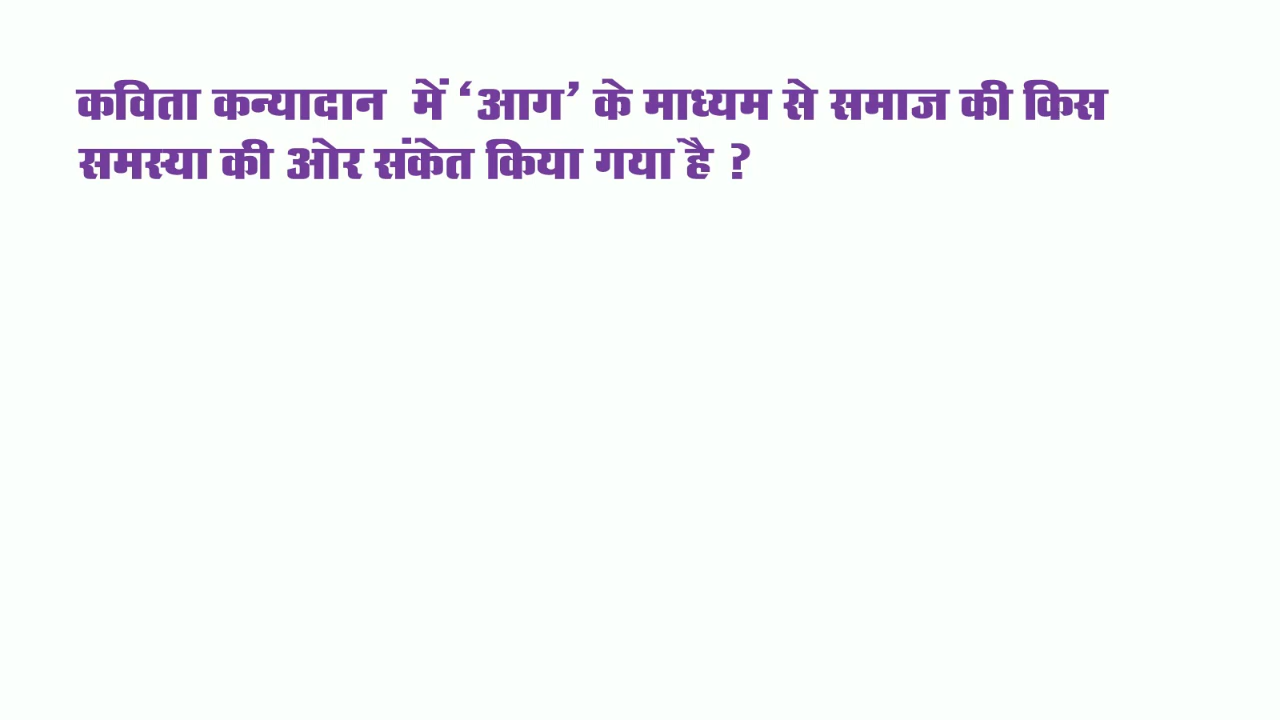 कविता कन्यादान में ‘आग’ के माध्यम से समाज की किस
समस्या की ओर संकेत किया गया है ?